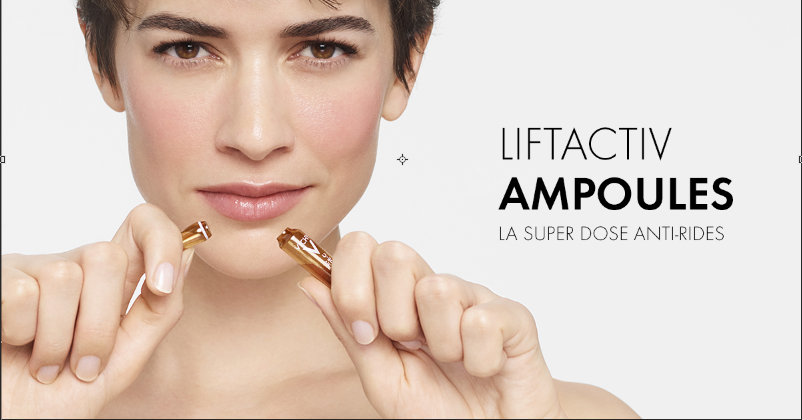 LIFTACTIV
AMPOULES
LA SUPER DOSE ANTI-RIDES